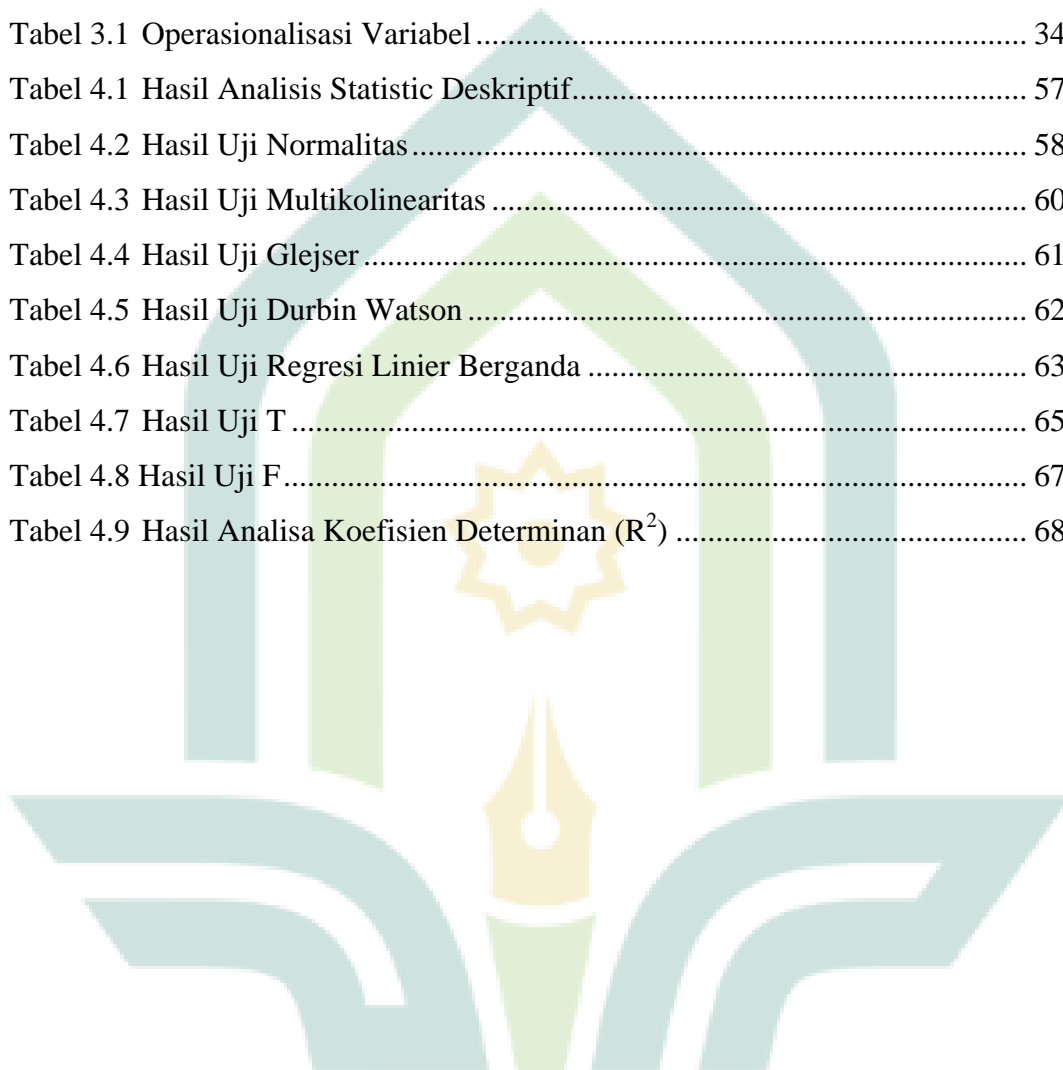 Tabel 3.1 Operasionalisasi Variabel ................................................................................ 34
Tabel 4.1 Hasil Analisis Statistic Deskriptif................................................................ 57
Tabel 4.2 Hasil Uji Normalitas ........................................................................................ 58
Tabel 4.3 Hasil Uji Multikolinearitas ............................................................................ 60
Tabel 4.4 Hasil Uji Glejser ............................................................................................... 61
Tabel 4.5 Hasil Uji Durbin Watson ................................................................................ 62
Tabel 4.6 Hasil Uji Regresi Linier Berganda .............................................................. 63
Tabel 4.7 Hasil Uji T ......................................................................................................... 65
Tabel 4.8 Hasil Uji F.......................................................................................................... 67
Tabel 4.9 Hasil Analisa Koefisien Determinan (R²) ................................................. 68